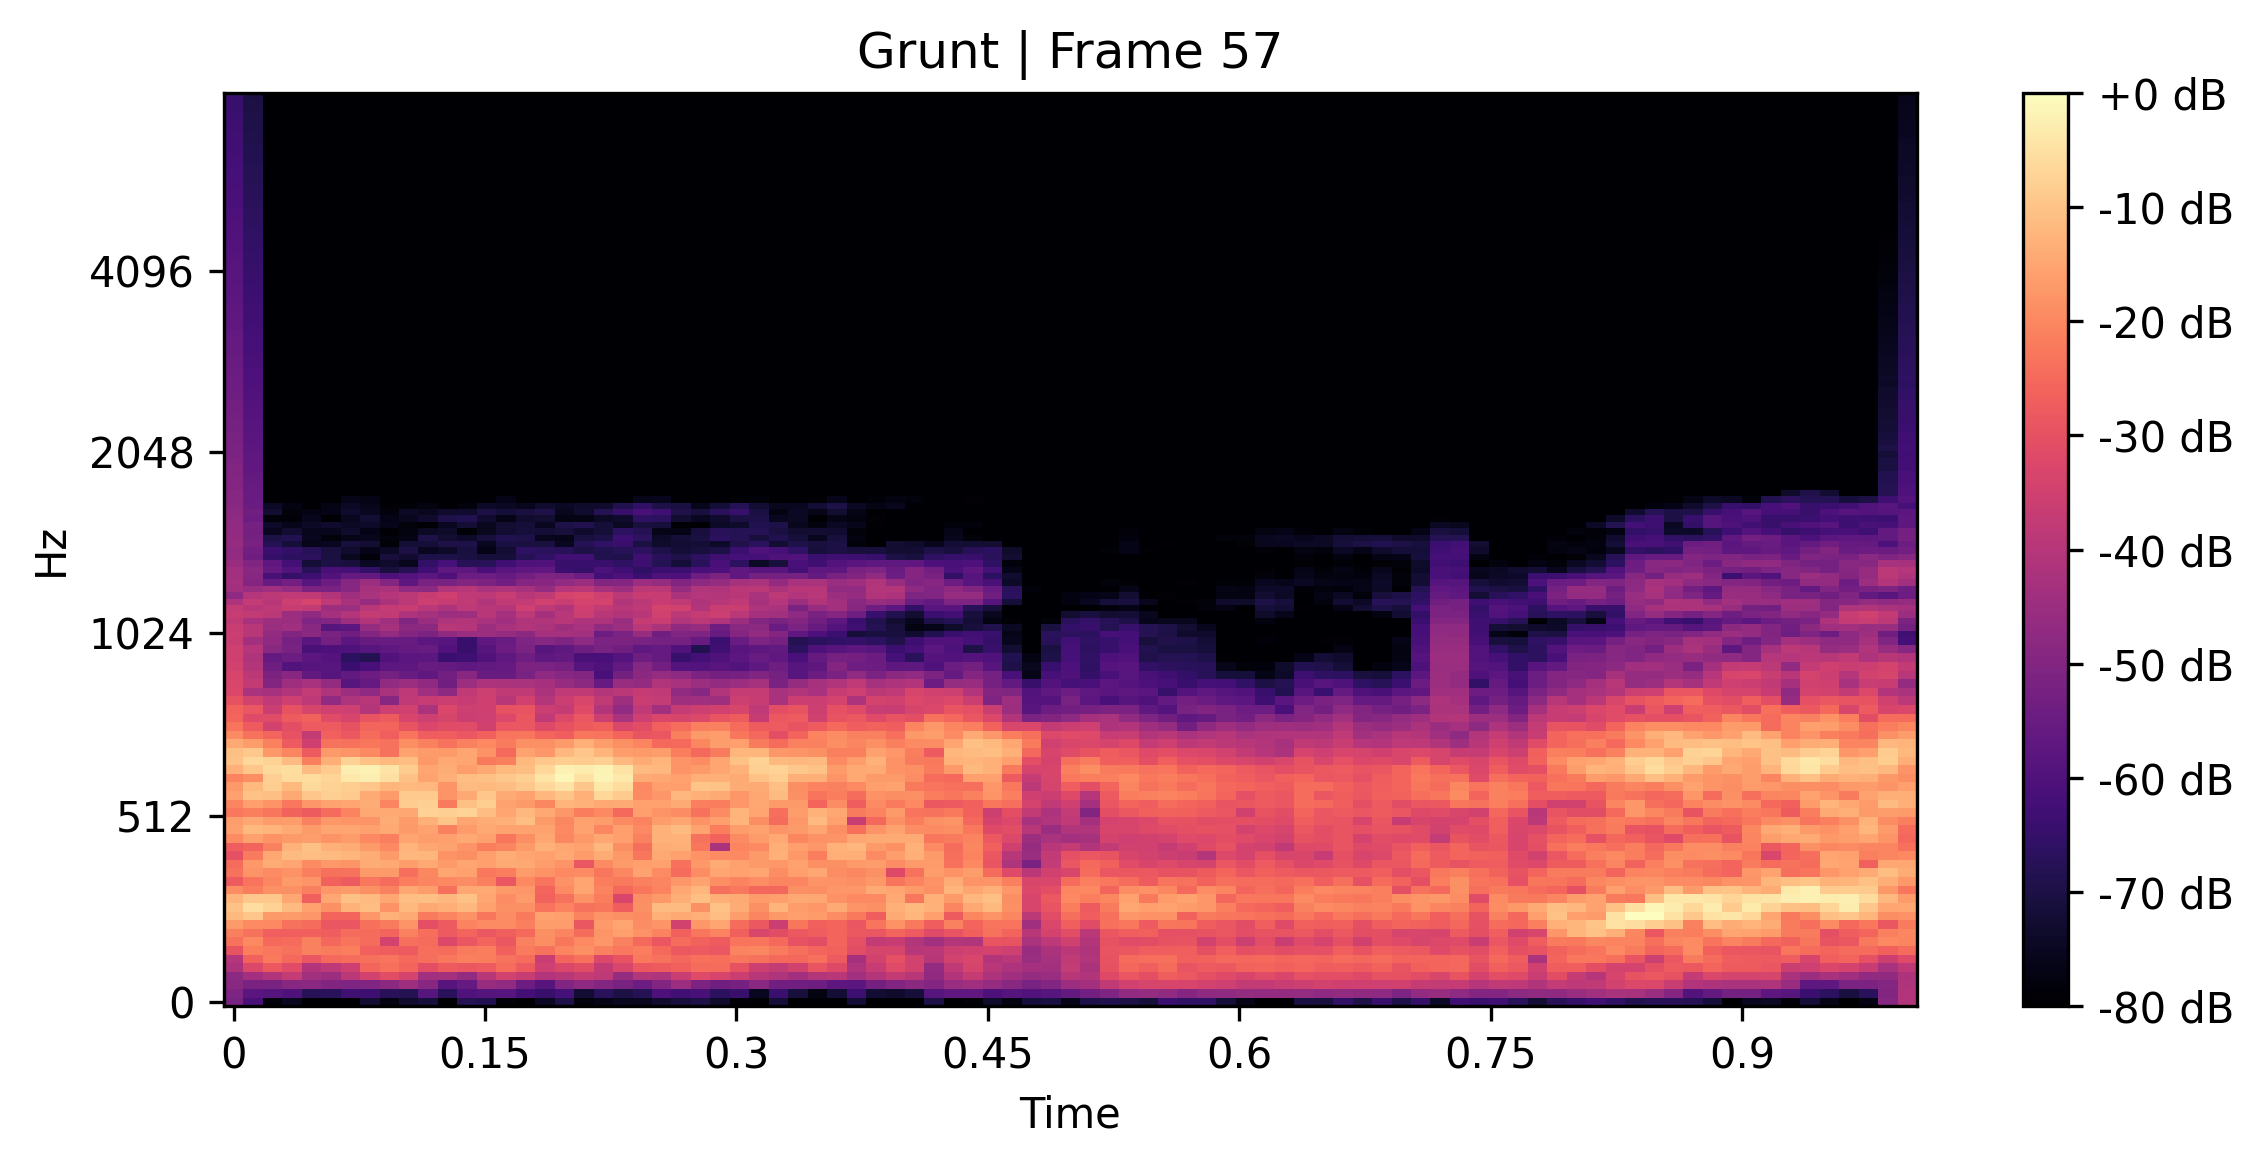 Grunt | Frame 57
Hz
4096
2048
1024
512
0
0 0.15 0.3 0.45 0.6 0.75 0.9
Time
+0 dB
-10 dB
-20 dB
-30 dB
-40 dB
-50 dB
-60 dB
-70 dB
-80 dB